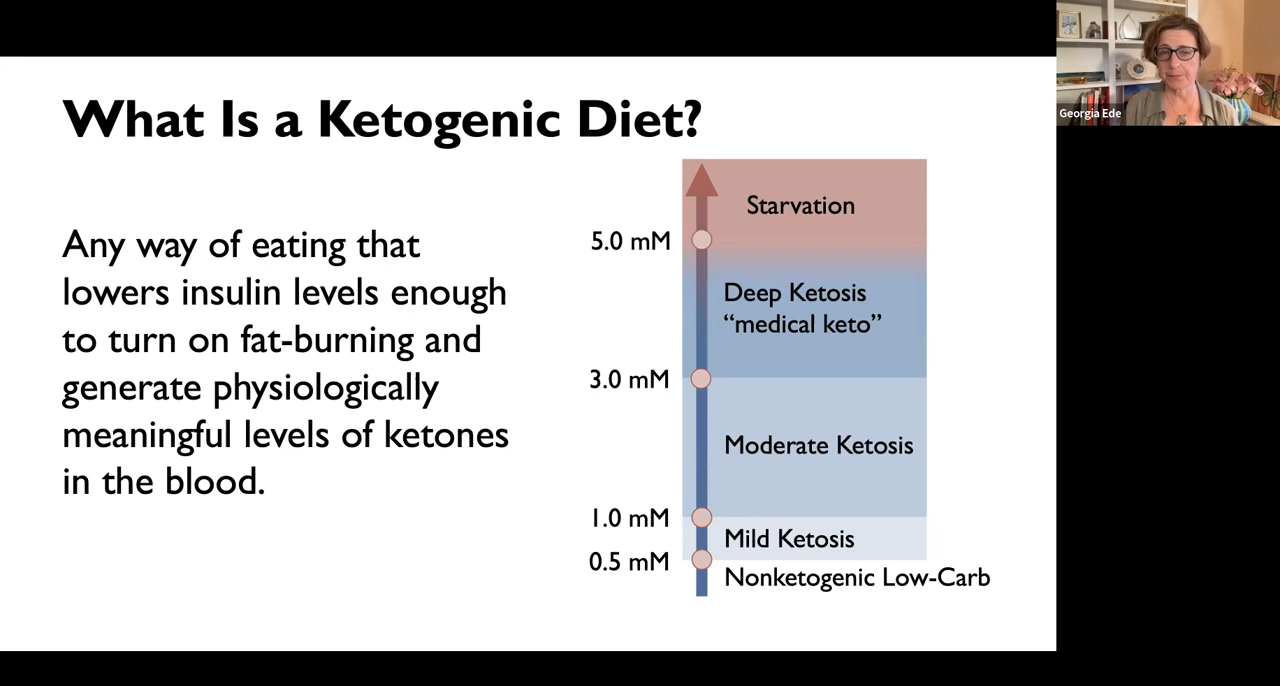 What Is a Ketogenic Diet?
Any way of eating that
lowers insulin levels enough
to turn on fat-burning and
generate physiologically
meaningful levels of ketones
in the blood.
Starvation
5.0 mM
Deep Ketosis
“medical keto”
3.0 mM
Moderate Ketosis
1.0 mM
Mild Ketosis
0.5 mM
Nonketogenic Low-Carb
Georgia Ede